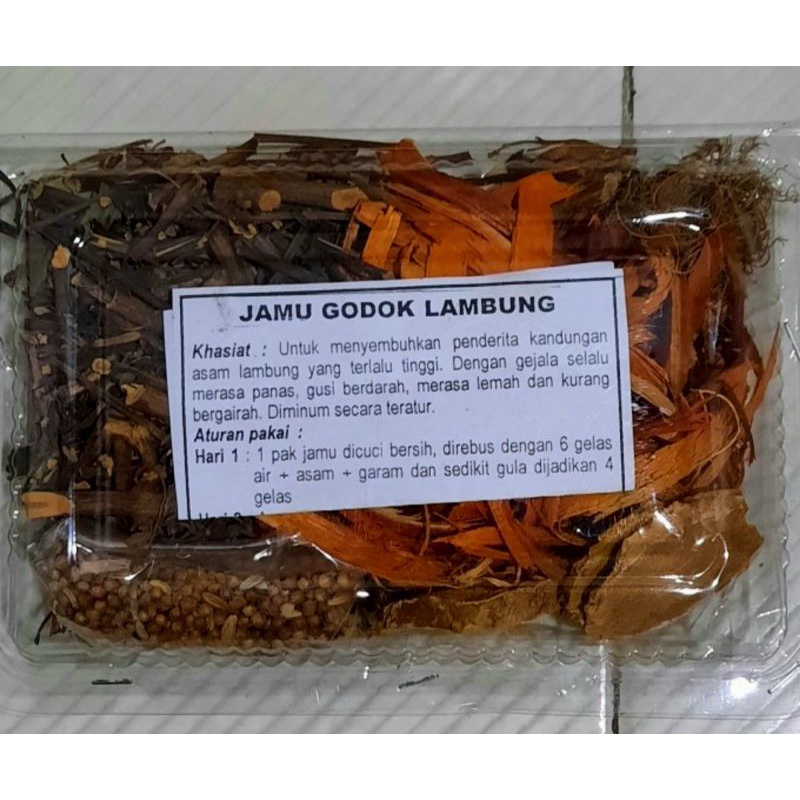 JAMU GODOK LAMBUNG
Khasiat : Untuk menyembuhkan penderita kandungan
asam lambung yang terlalu tinggi. Dengan gejala selalu
merasa panas, gusi berdarah, merasa lemah dan kurang
bergairah. Diminum secara teratur.
Aturan pakai :
Hari 1 : 1 pak jamu dicuci bersih, direbus dengan 6 gelas
air + asam + garam dan sedikit gula dijadikan 4
gelas